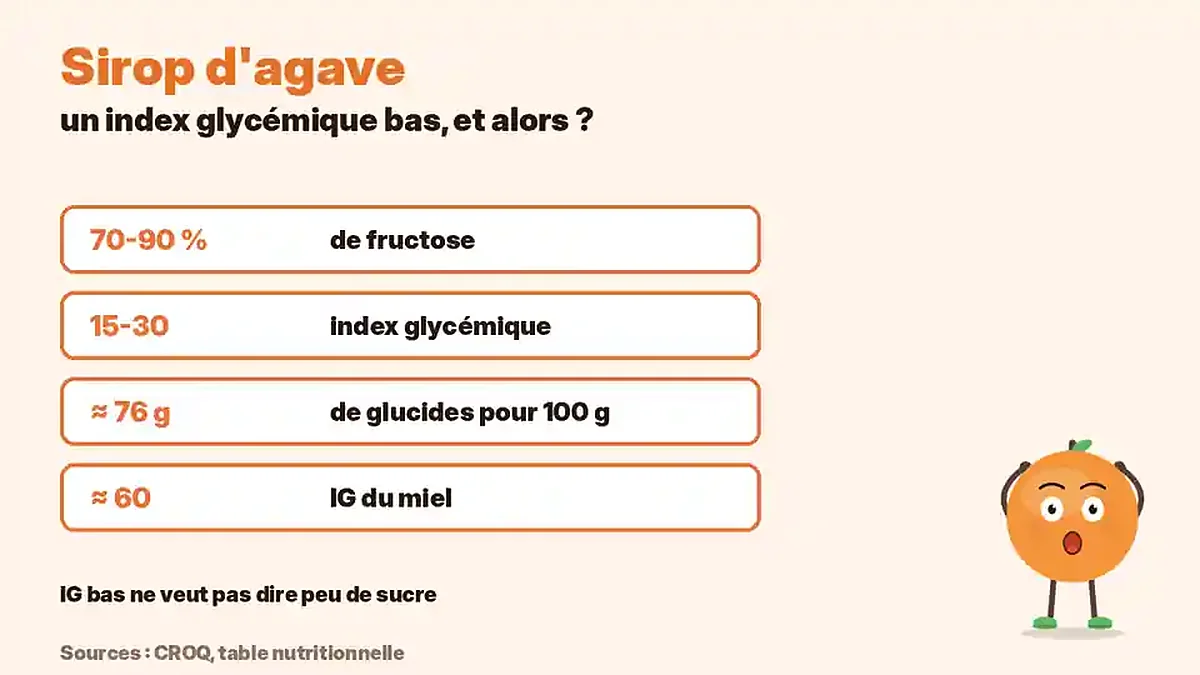 Sirop d'agave
un index glycémique bas, et alors ?
70-90 % de fructose
15-30 index glycémique
≈ 76 g de glucides pour 100 g
≈ 60 IG du miel
IG bas ne veut pas dire peu de sucre
Sources : CROQ, table nutritionnelle